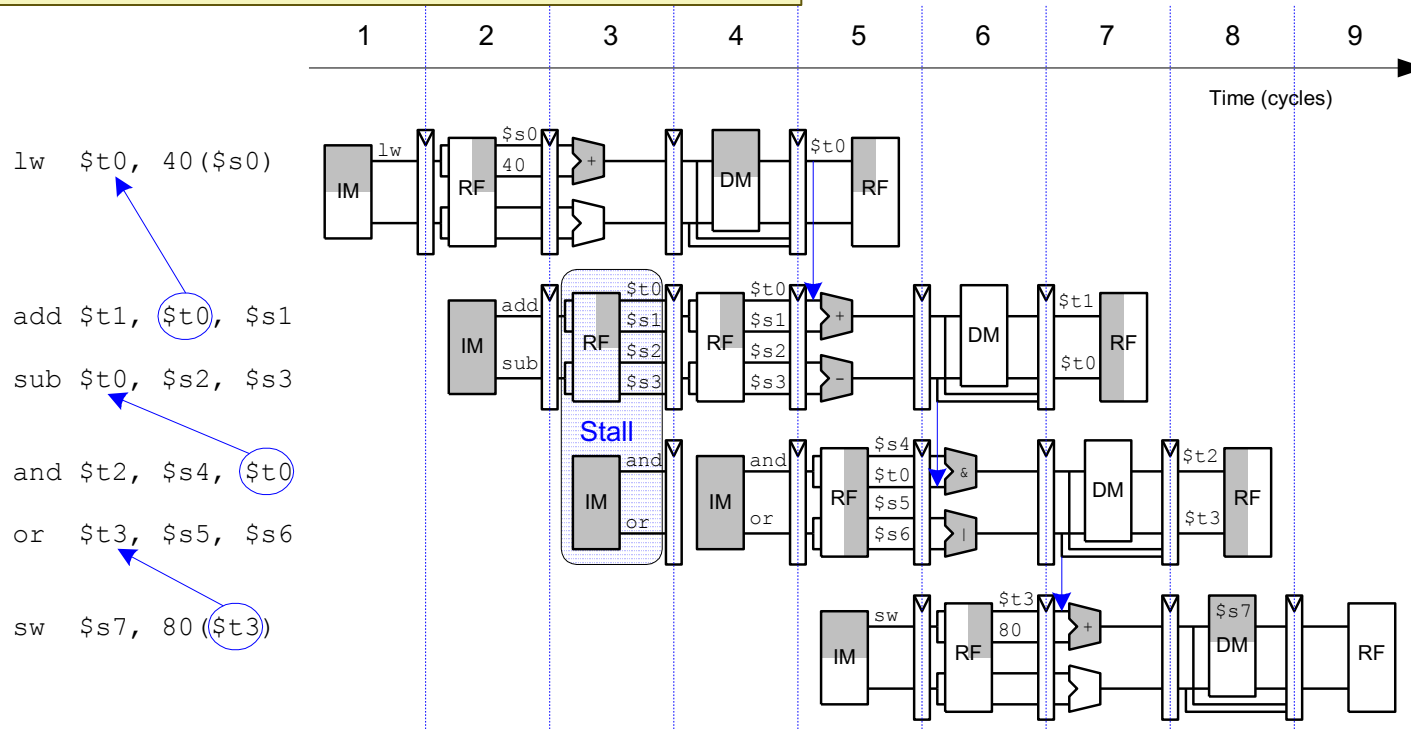 1 2 3 4 5 6 7 8 9
Time (cycles)
lw $t0, 40($s0)
add $t1, $t0, $s1
sub $t0, $s2, $s3
and $t2, $s4, $t0
or $t3, $s5, $s6
sw $s7, 80($t3)
IM lw RF $s0 40 + DM $t0 RF
IM add sub RF $t0 $s1 $s2 $s3 RF $t0 $s1 $s2 $s3 + - DM $t1 $t0 RF
Stall
IM and or IM and or RF $s4 $t0 $s5 $s6 & | DM $t2 $t3 RF
IM sw RF $t3 80 + $s7 DM RF